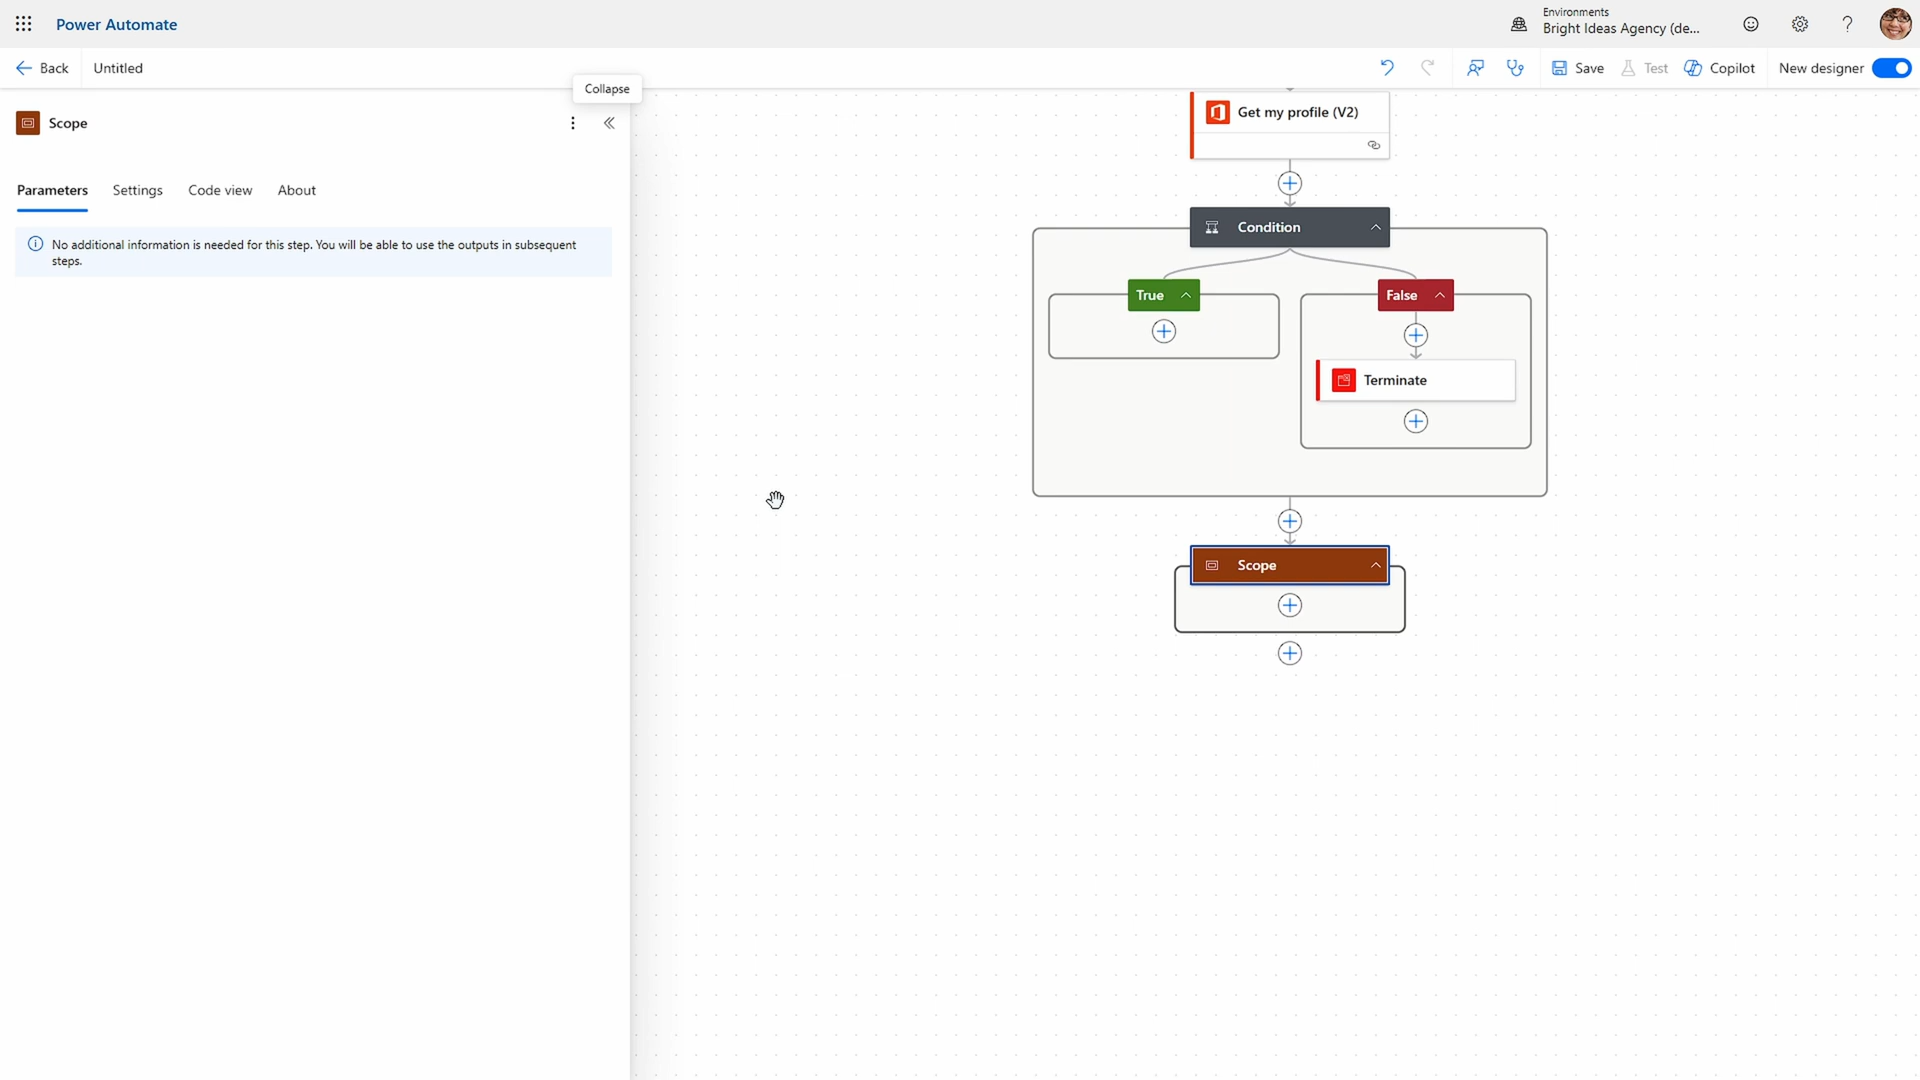 Power Automate
Environments
Bright Ideas Agency (de...
Back
Untitled
Save
Test
Copilot
New designer
Collapse
Scope
Parameters
Settings
Code view
About
No additional information is needed for this step. You will be able to use the outputs in subsequent
steps.
Get my profile (V2)
Condition
True
False
Terminate
Scope